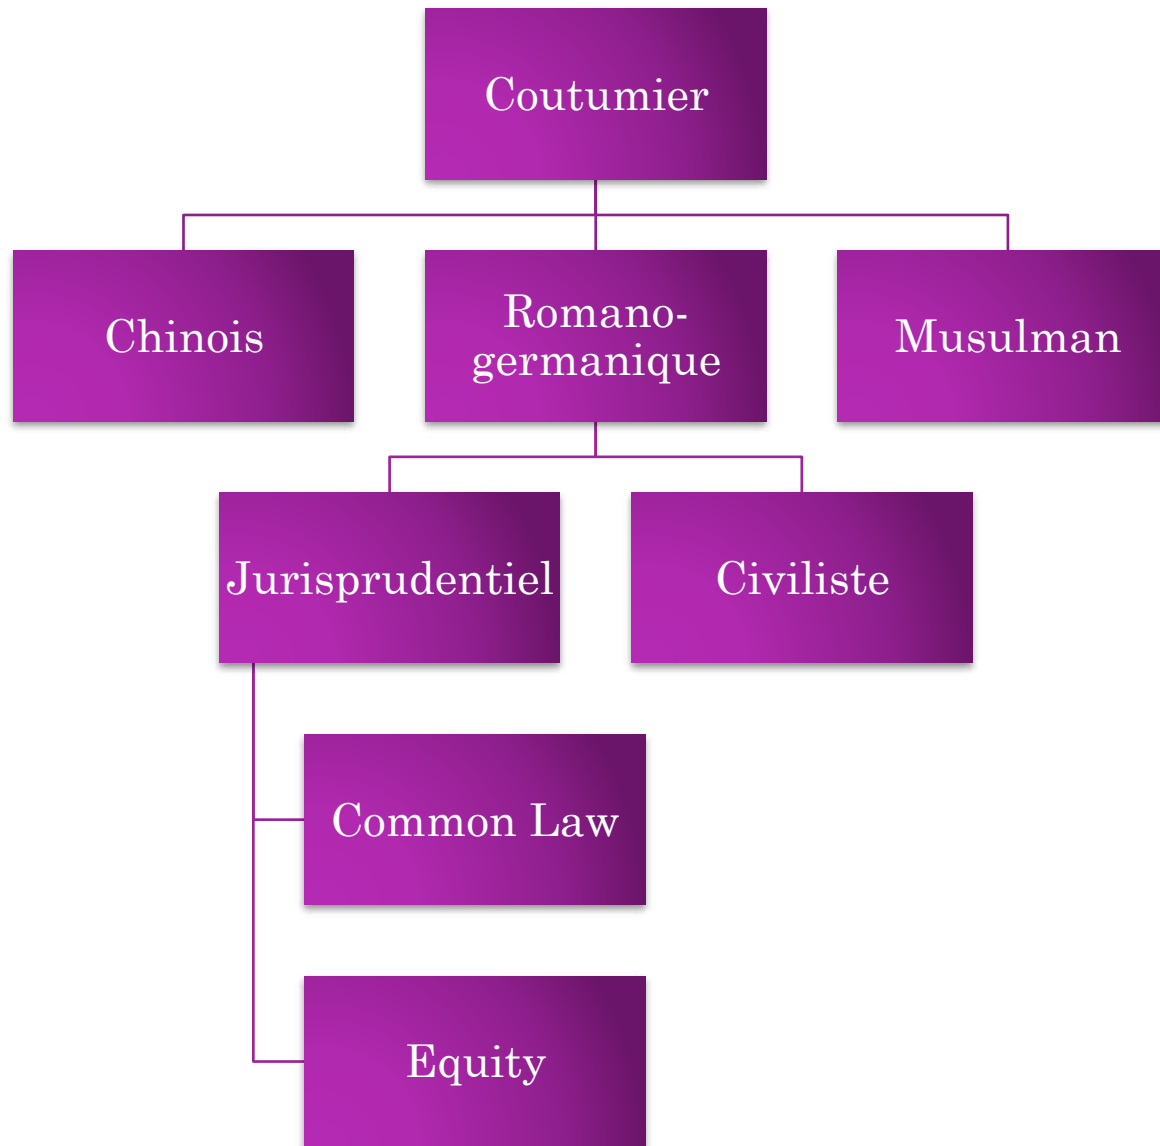 Coutumier
Chinois
Romano-
germanique
Musulman
Jurisprudentiel
Civiliste
Common Law
Equity